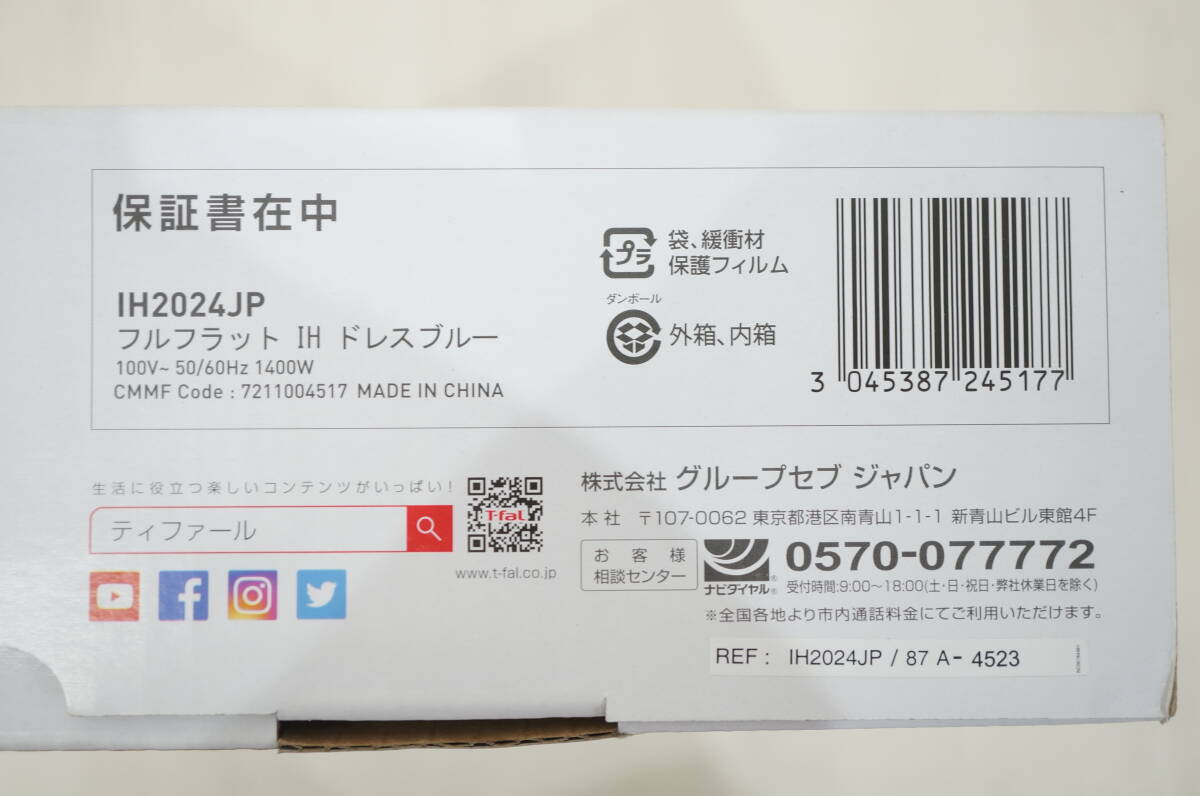 保証書在中
IH2024JP
フルフラット IH ドレスブルー
100V~ 50/60Hz 1400W
CMMF Code : 7211004517 MADE IN CHINA
プラ
袋、緩衝材
保護フィルム
ダンボール
外箱、内箱
3 045387 245177
生活に役立つ楽しいコンテンツがいっぱい!
ティファール
T-faL
www.t-fal.co.jp
株式会社 グループセブ ジャパン
本社 〒107-0062 東京都港区南青山1-1-1 新青山ビル東館4F
お客様
相談センター
ナビダイヤル®
0570-077772
受付時間:9:00～18:00(土・日・祝日・弊社休業日を除く)
※全国各地より市内通話料金にてご利用いただけます。
REF : IH2024JP / 87 A- 4523